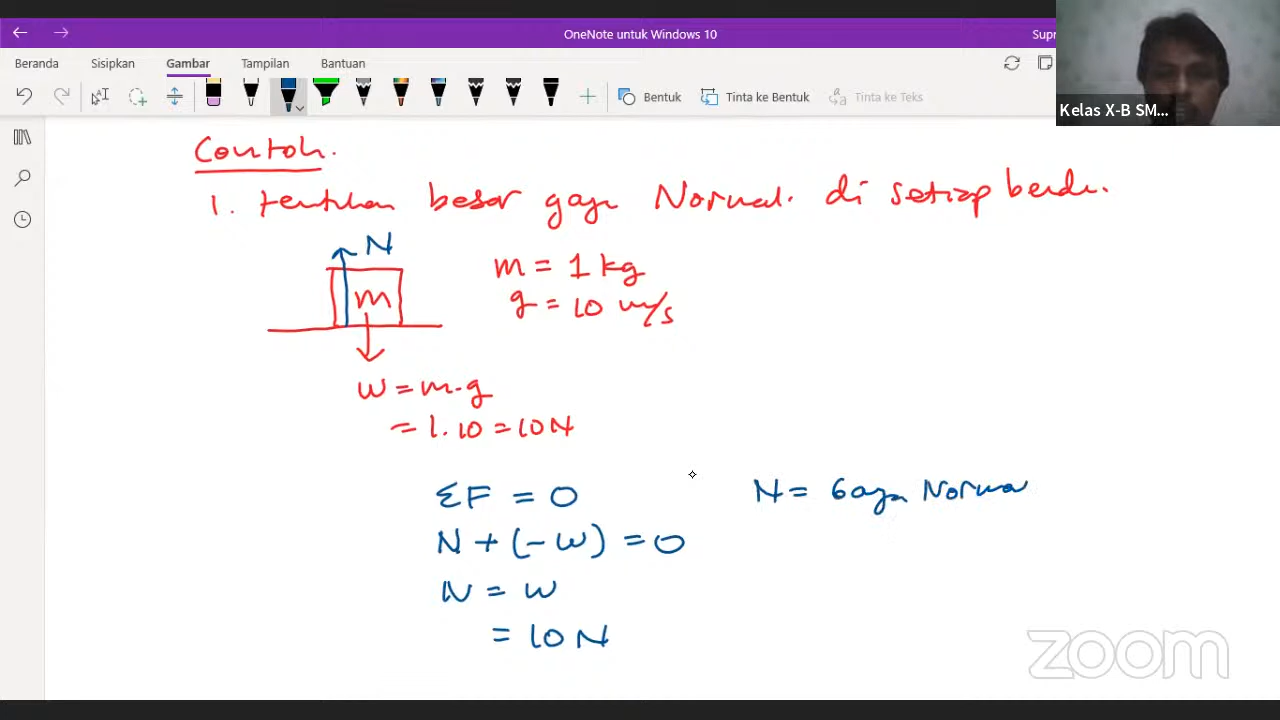 OneNote untuk Windows 10
Supr
Beranda
Sisipkan
Gambar
Tampilan
Bantuan
Bentuk
Tinta ke Bentuk
Tinta ke Teks
Kelas X-B SM...
Contoh.
1. tentukan besar gaya Normal. di setiap benda.
N
m
m = 1 kg
g = 10 m/s
w = m.g
= 1.10 = 10 N
ΣF = 0
N = Gaya Normal
N + (-w) = 0
N = w
= 10 N
zoom